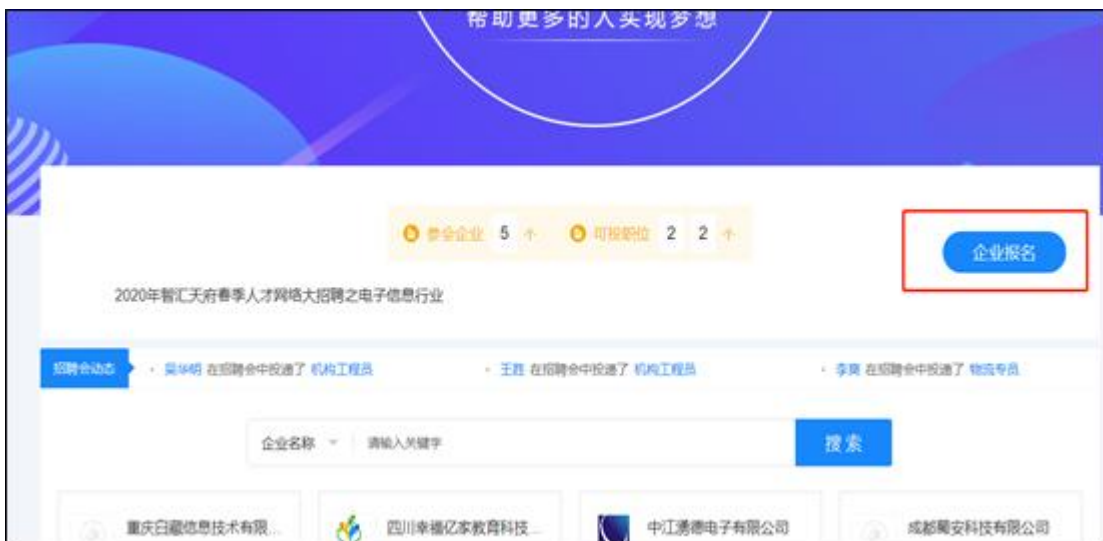 帮助更多的人实现梦想
参会企业 5 个 可投职位 2 2 个
企业报名
2020年智汇天府春季人才网络大招聘之电子信息行业
招聘会动态 · 吴华明 在招聘会中投递了 机构工程员 · 王胜 在招聘会中投递了 机构工程员 · 李爽 在招聘会中投递了 物流专员
企业名称 请输入关键字 搜索
重庆白藏信息技术有限... 四川幸福亿家教育科技... 中江湧德电子有限公司 成都蜀安科技有限公司